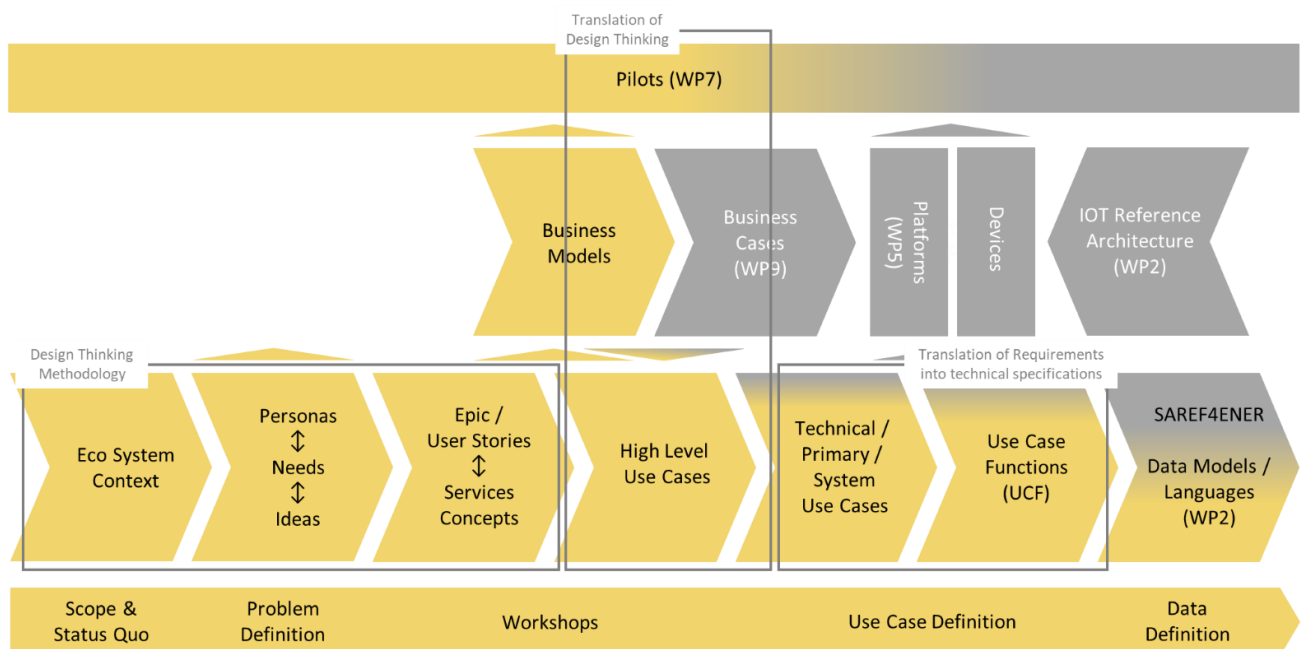 Translation of
Design Thinking
Pilots (WP7)
Business
Models
Business
Cases
(WP9)
Platforms
(WP5)
Devices
IOT Reference
Architecture
(WP2)
Design Thinking
Methodology
Translation of Requirements
into technical specifications
Eco System
Context
Personas
Needs
Ideas
Epic /
User Stories
Services
Concepts
High Level
Use Cases
Technical /
Primary /
System
Use Cases
Use Case
Functions
(UCF)
SAREF4ENER
Data Models /
Languages
(WP2)
Scope &
Status Quo
Problem
Definition
Workshops
Use Case Definition
Data
Definition